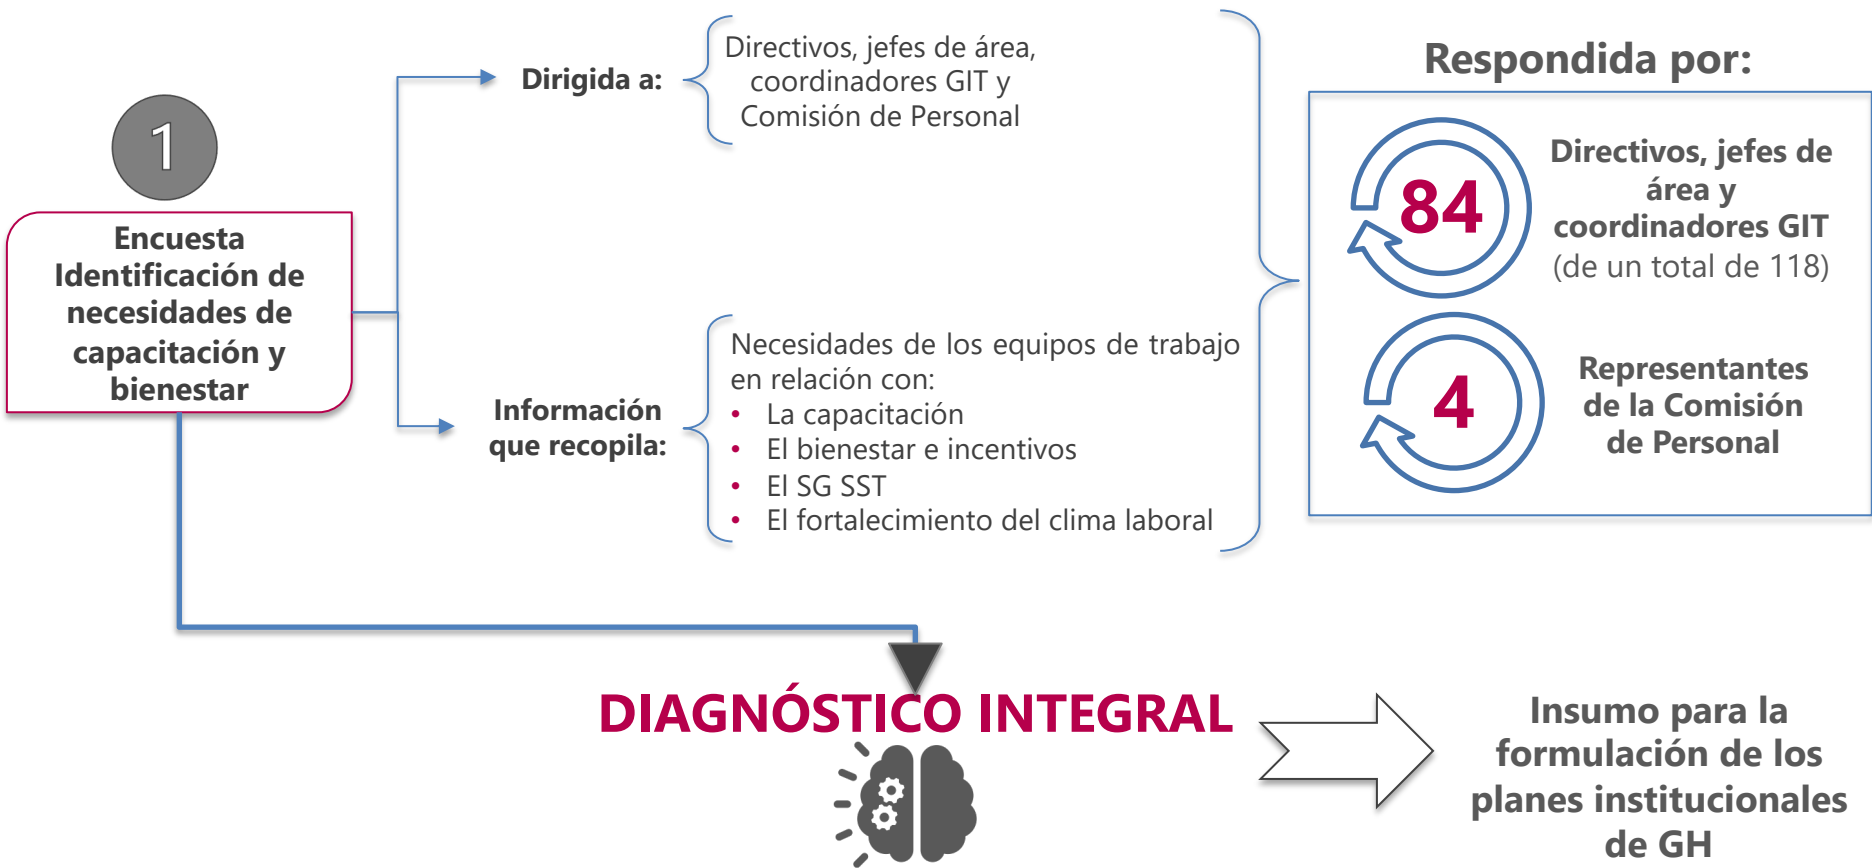 1
Encuesta
Identificación de
necesidades de
capacitación y
bienestar
Dirigida a:
Directivos, jefes de área,
coordinadores GIT y
Comisión de Personal
Información
que recopila:
Necesidades de los equipos de trabajo
en relación con:
• La capacitación
• El bienestar e incentivos
• El SG SST
• El fortalecimiento del clima laboral
Respondida por:
84
Directivos, jefes de
área y
coordinadores GIT
(de un total de 118)
4
Representantes
de la Comisión
de Personal
DIAGNÓSTICO INTEGRAL
Insumo para la
formulación de los
planes institucionales
de GH